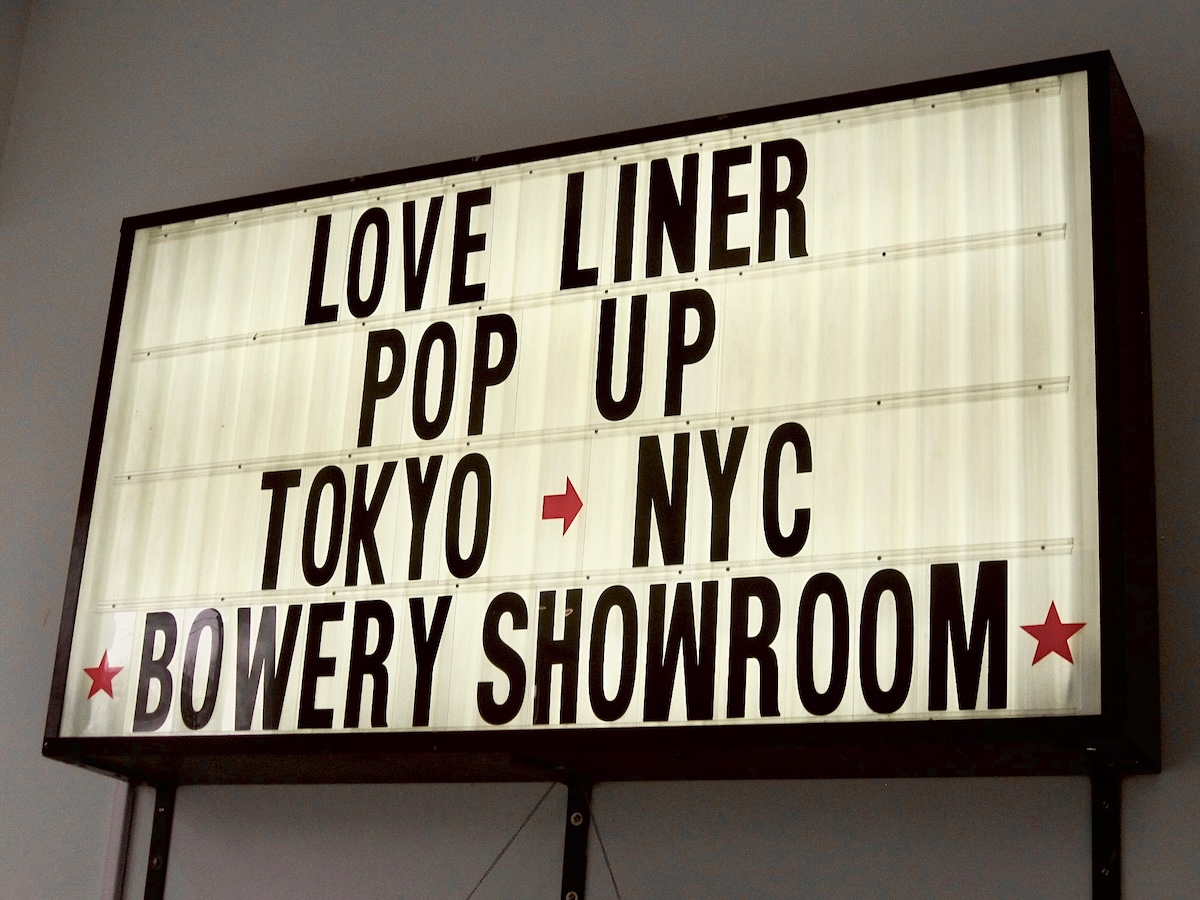 LOVE LINER
POP UP
TOKYO → NYC
★ BOWERY SHOWROOM ★